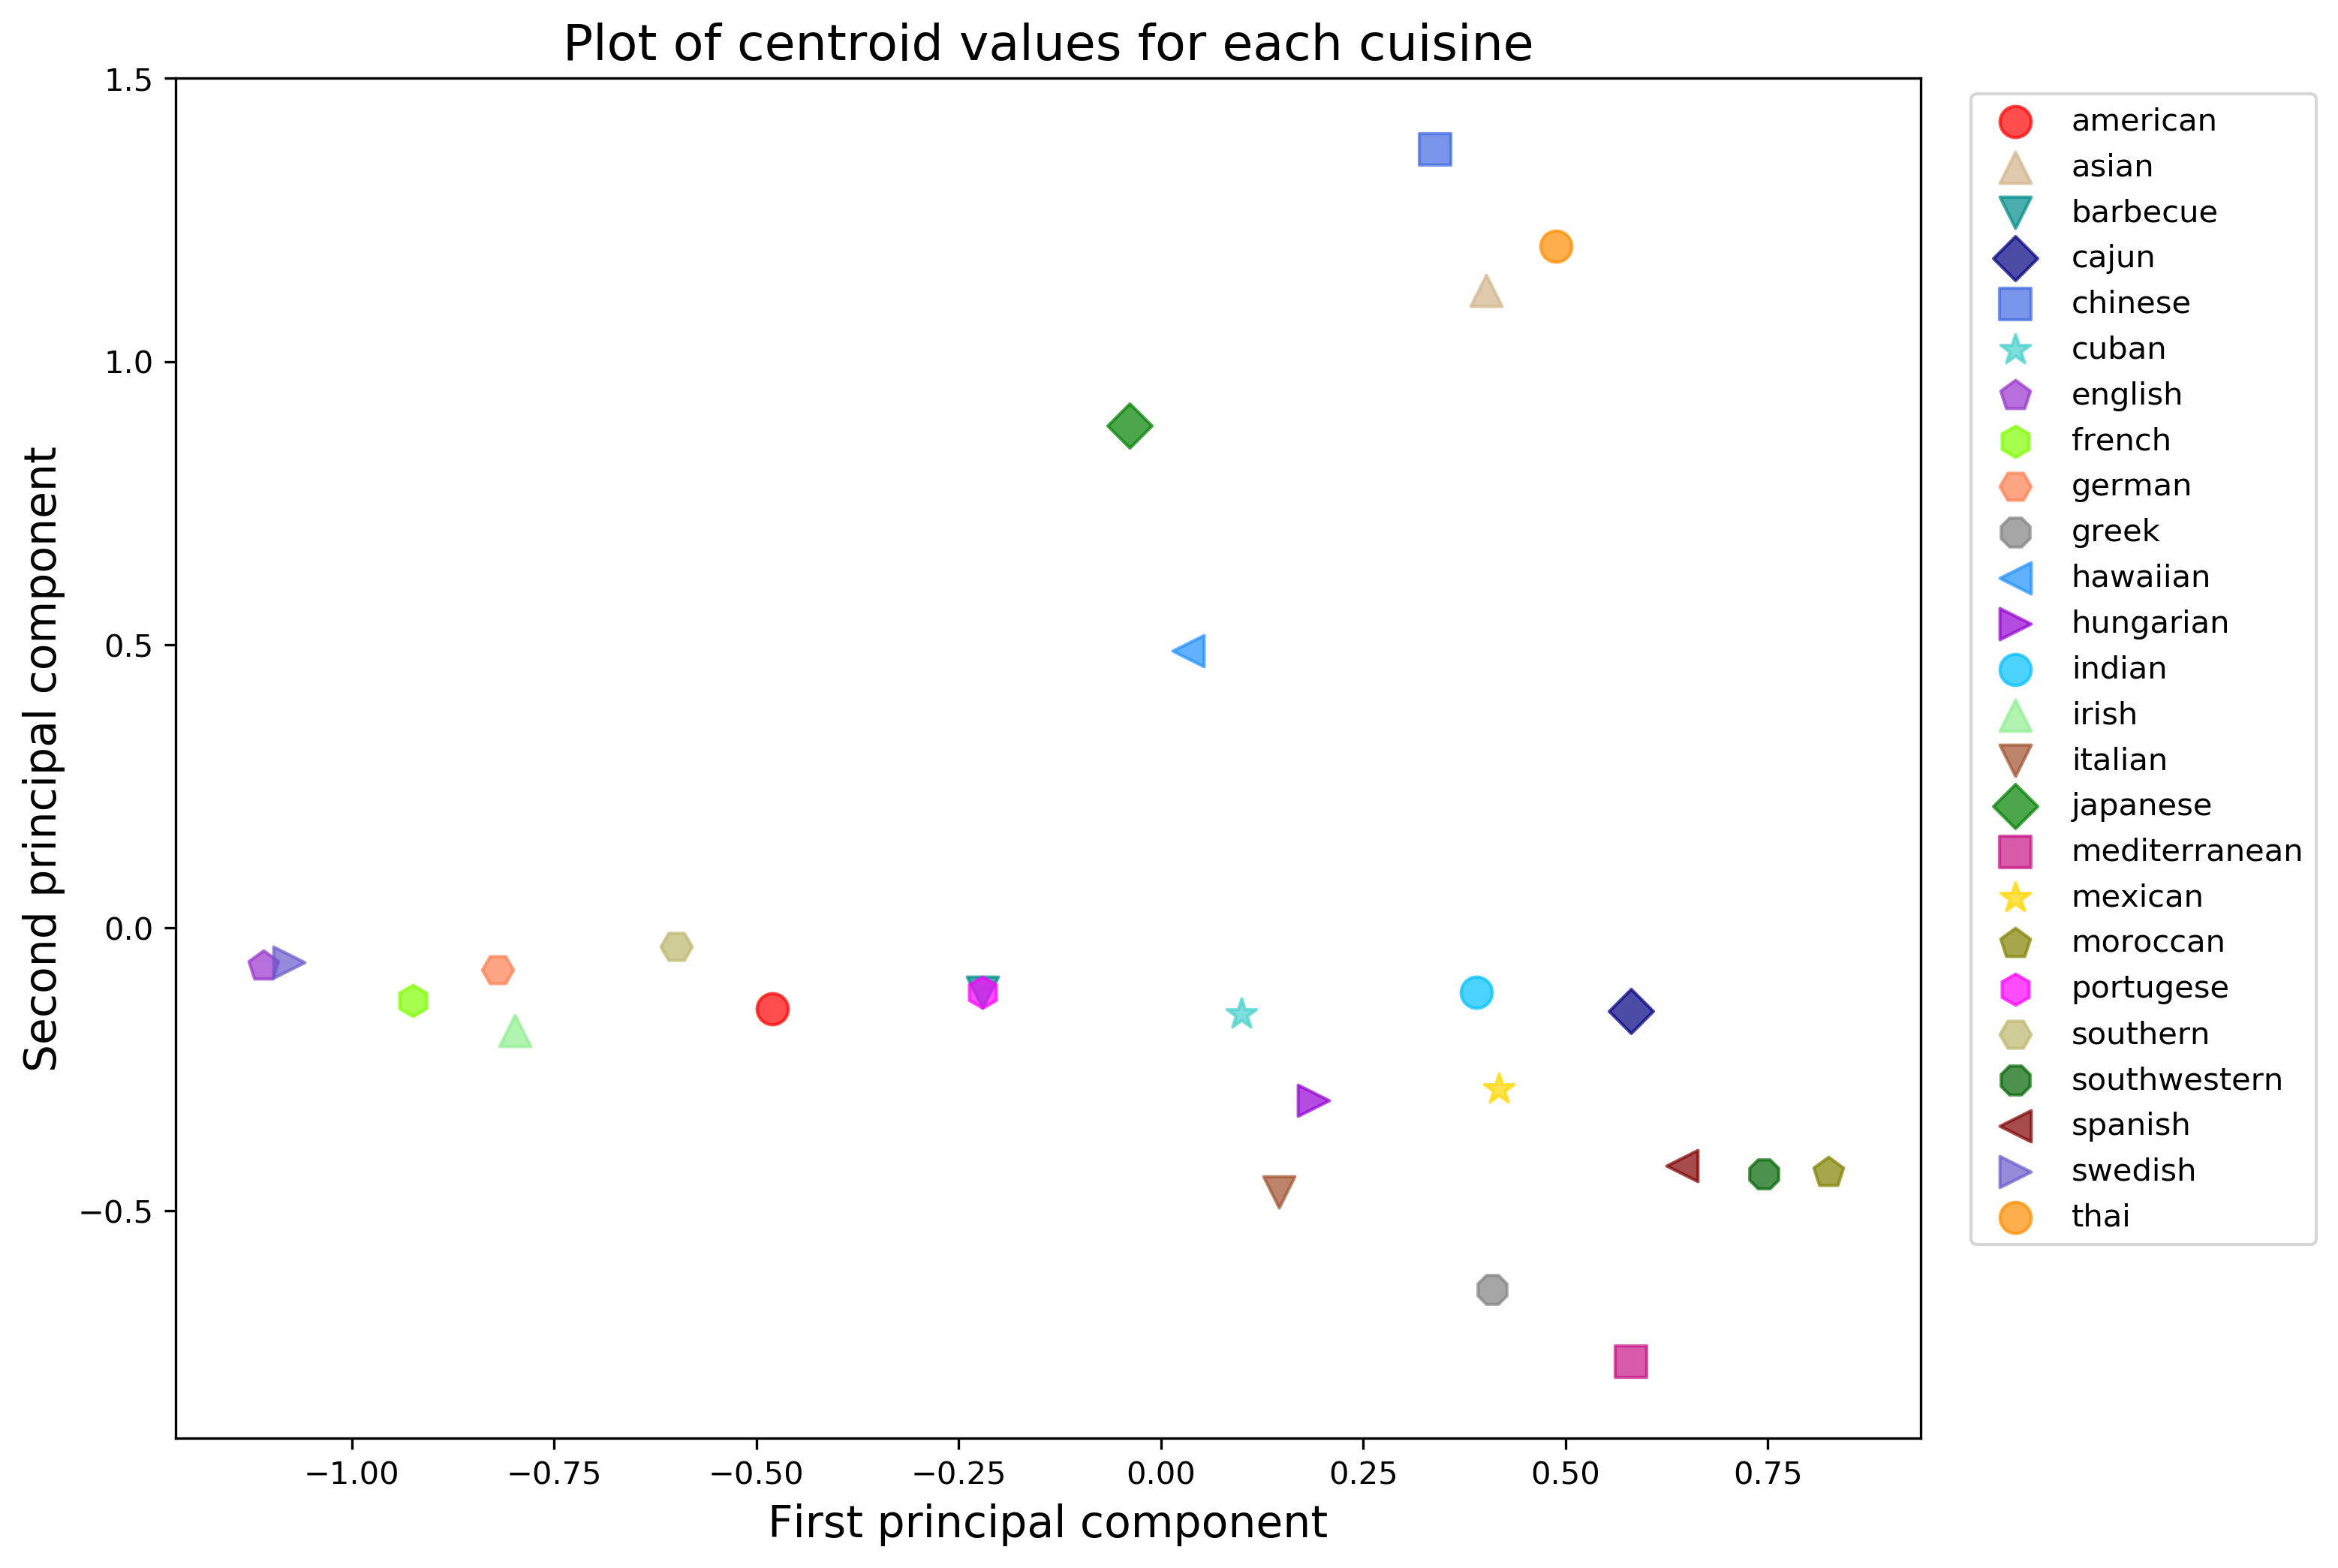 Plot of centroid values for each cuisine
1.5
1.0
0.5
0.0
−0.5
Second principal component
−1.00
−0.75
−0.50
−0.25
0.00
0.25
0.50
0.75
First principal component
american
asian
barbecue
cajun
chinese
cuban
english
french
german
greek
hawaiian
hungarian
indian
irish
italian
japanese
mediterranean
mexican
moroccan
portugese
southern
southwestern
spanish
swedish
thai